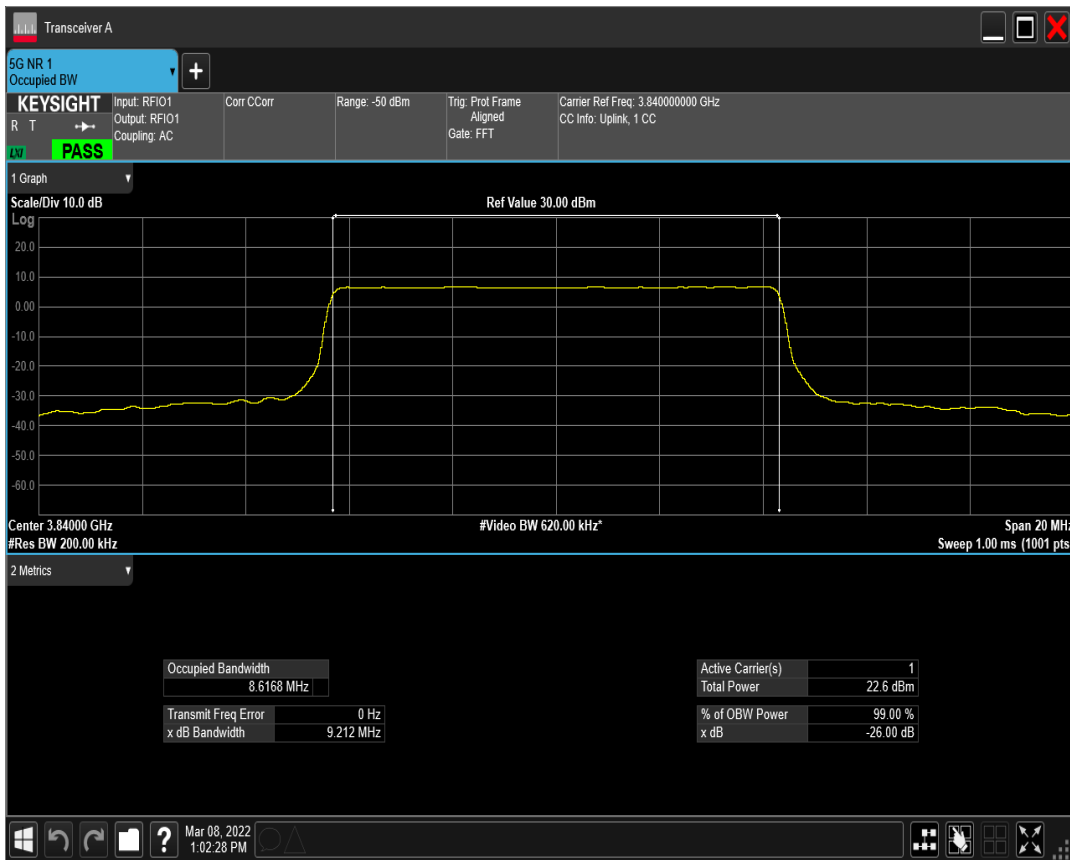 Transceiver A
5G NR 1
Occupied BW
+
KEYSIGHT
R T
LXI
PASS
Input: RFIO1
Output: RFIO1
Coupling: AC
Corr CCorr
Range: -50 dBm
Trig: Prot Frame
Aligned
Gate: FFT
Carrier Ref Freq: 3.840000000 GHz
CC Info: Uplink, 1 CC
1 Graph
Scale/Div 10.0 dB
Ref Value 30.00 dBm
Log
20.0
10.0
0.00
-10.0
-20.0
-30.0
-40.0
-50.0
-60.0
Center 3.84000 GHz
#Video BW 620.00 kHz*
Span 20 MHz
#Res BW 200.00 kHz
Sweep 1.00 ms (1001 pts
2 Metrics
Occupied Bandwidth
8.6168 MHz
Transmit Freq Error 0 Hz
x dB Bandwidth 9.212 MHz
Active Carrier(s) 1
Total Power 22.6 dBm
% of OBW Power 99.00 %
x dB -26.00 dB
?
Mar 08, 2022
1:02:28 PM